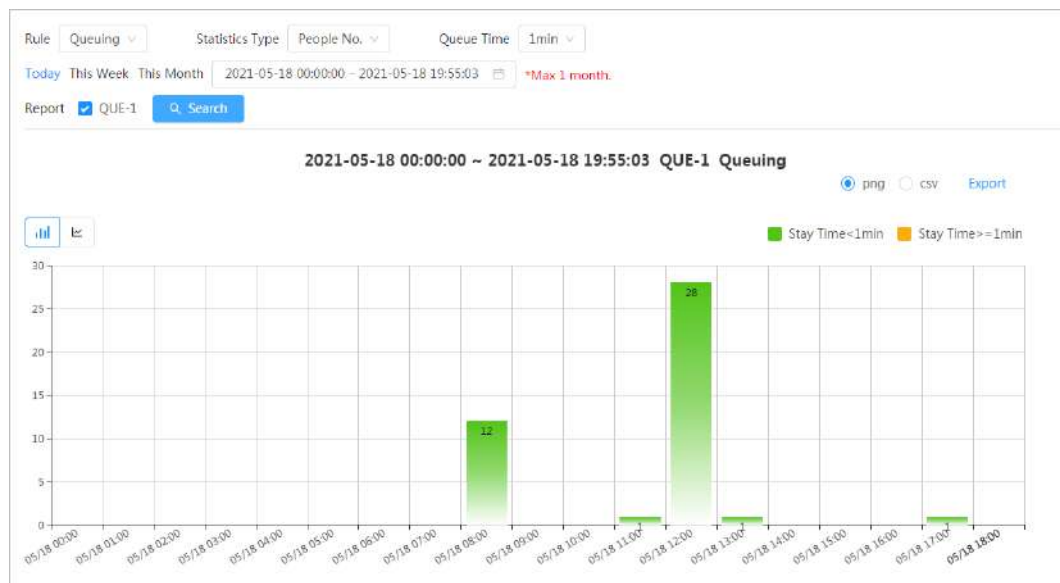 Rule Queuing Statistics Type People No. Queue Time 1min
Today This Week This Month 2021-05-18 00:00:00 ~ 2021-05-18 19:55:03 *Max 1 month.
Report QUE-1 Search
2021-05-18 00:00:00 ~ 2021-05-18 19:55:03 QUE-1 Queuing
png csv Export
Stay Time<1min Stay Time>=1min
30
28
25
20
15
12
10
5
1 1 1
0
05/18 00:00 05/18 01:00 05/18 02:00 05/18 03:00 05/18 04:00 05/18 05:00 05/18 06:00 05/18 07:00 05/18 08:00 05/18 09:00 05/18 10:00 05/18 11:00 05/18 12:00 05/18 13:00 05/18 14:00 05/18 15:00 05/18 16:00 05/18 17:00 05/18 18:00